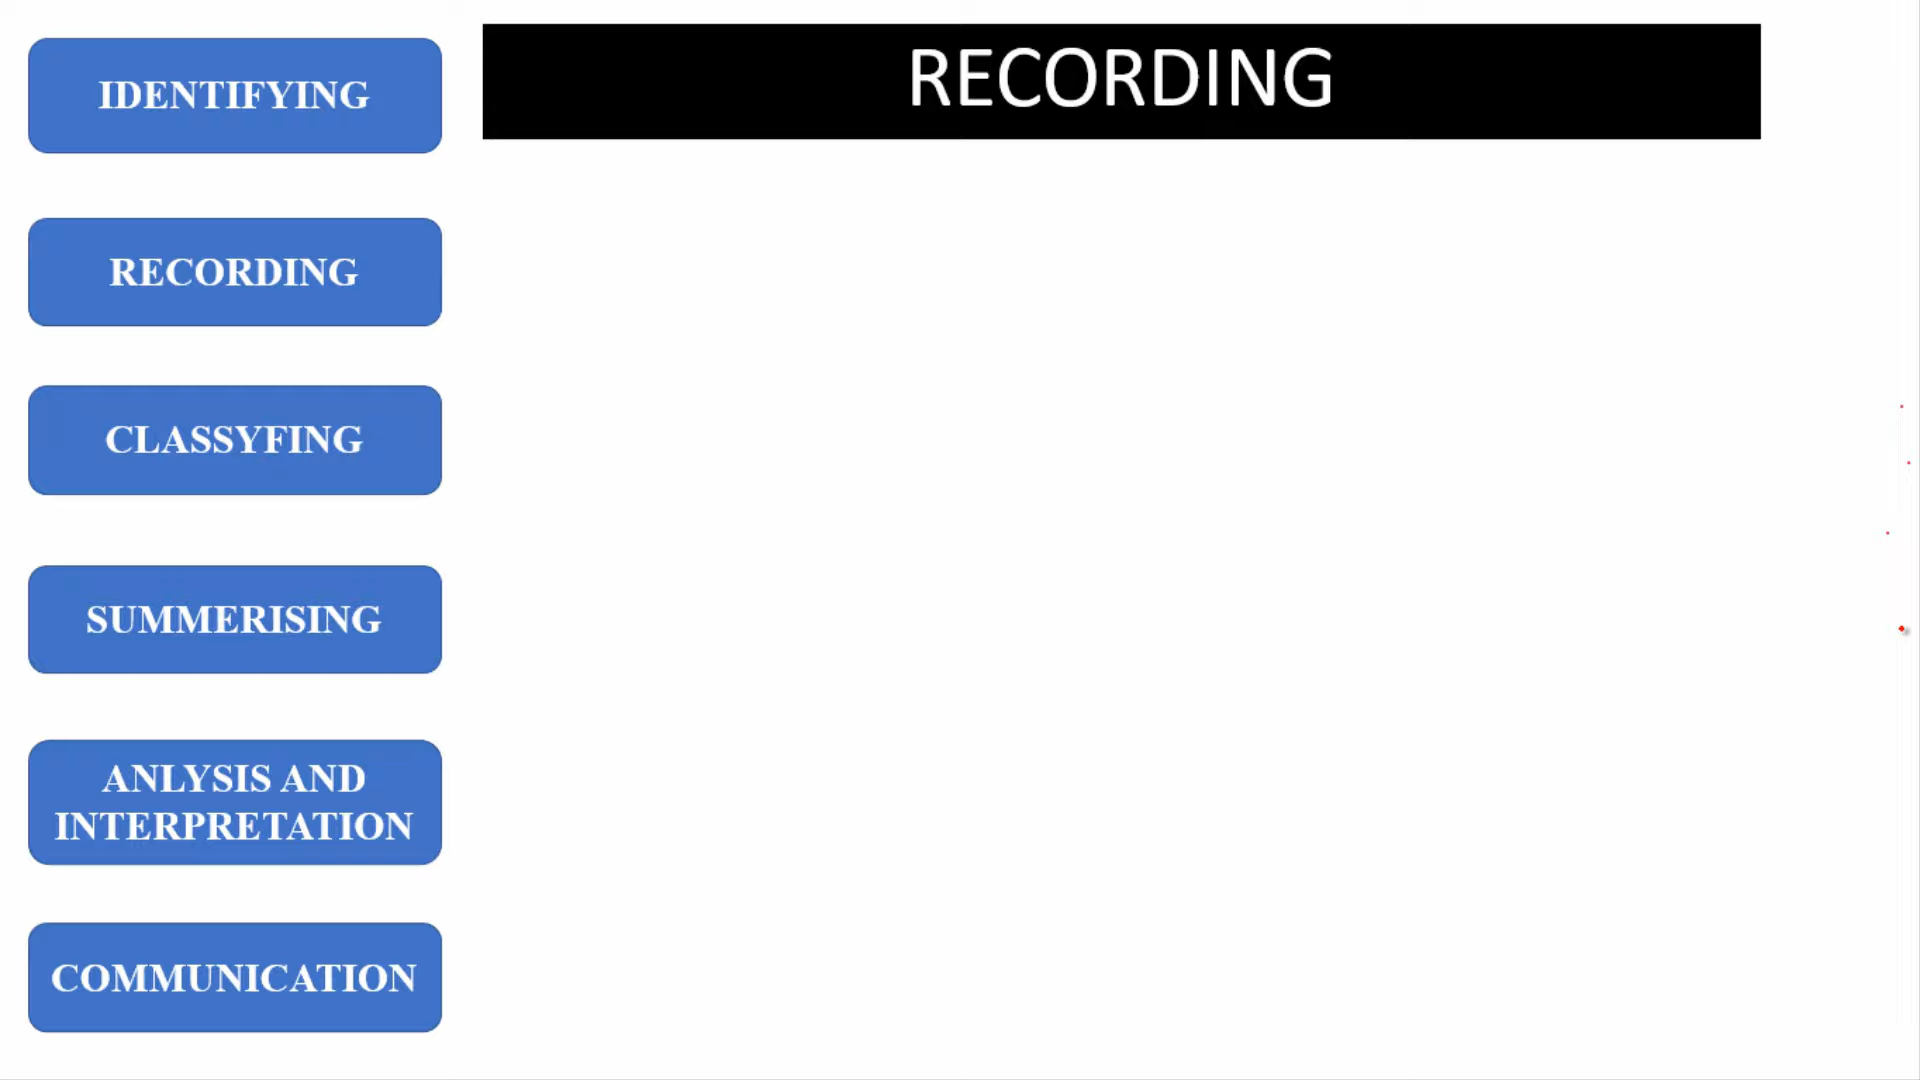 IDENTIFYING
RECORDING
RECORDING
CLASSYFING
SUMMERISING
ANLYSIS AND
INTERPRETATION
COMMUNICATION